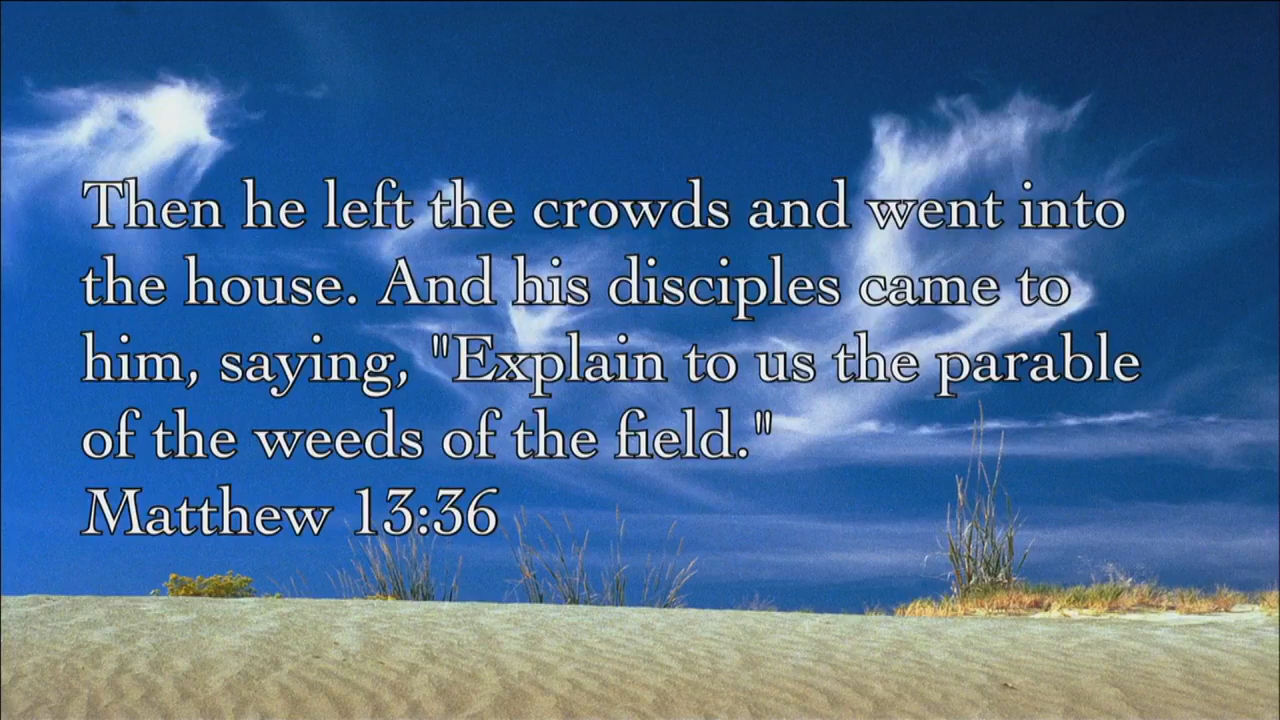 Then he left the crowds and went into
the house. And his disciples came to
him, saying, "Explain to us the parable
of the weeds of the field."
Matthew 13:36